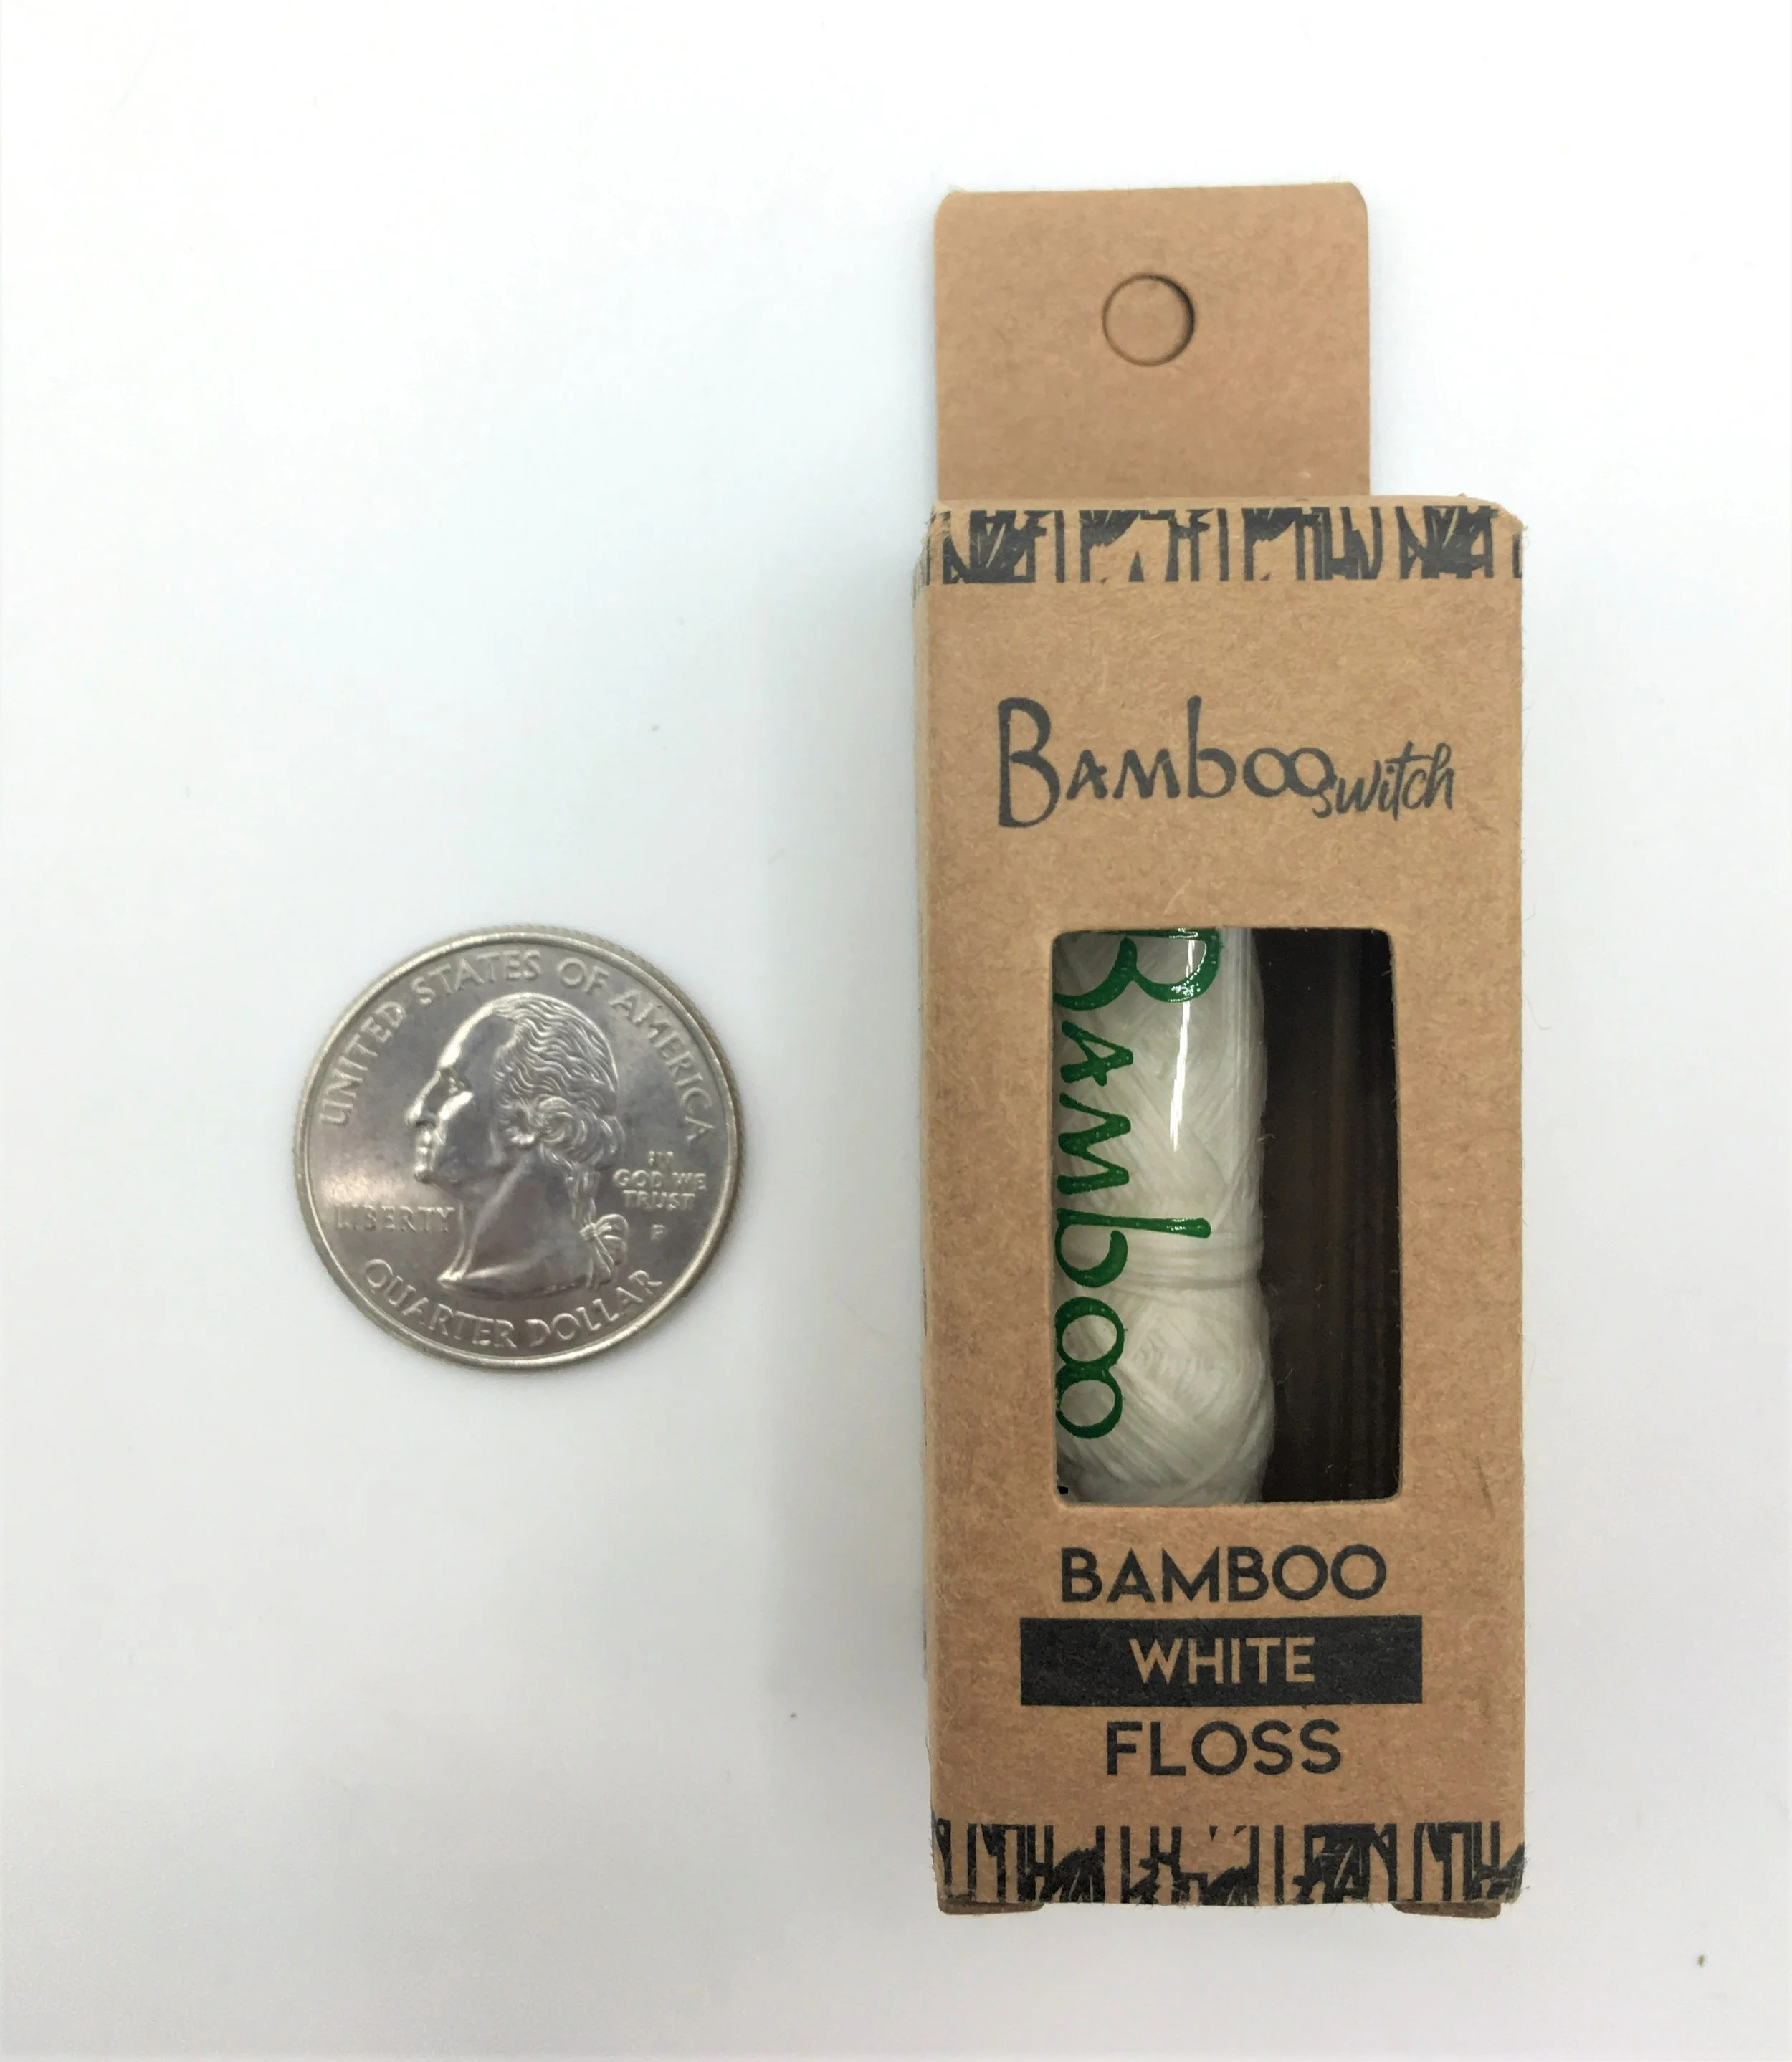 UNITED STATES OF AMERICA
LIBERTY
IN
GOD WE
TRUST
P
QUARTER DOLLAR
Bamboo switch
Bamboo
BAMBOO
WHITE
FLOSS